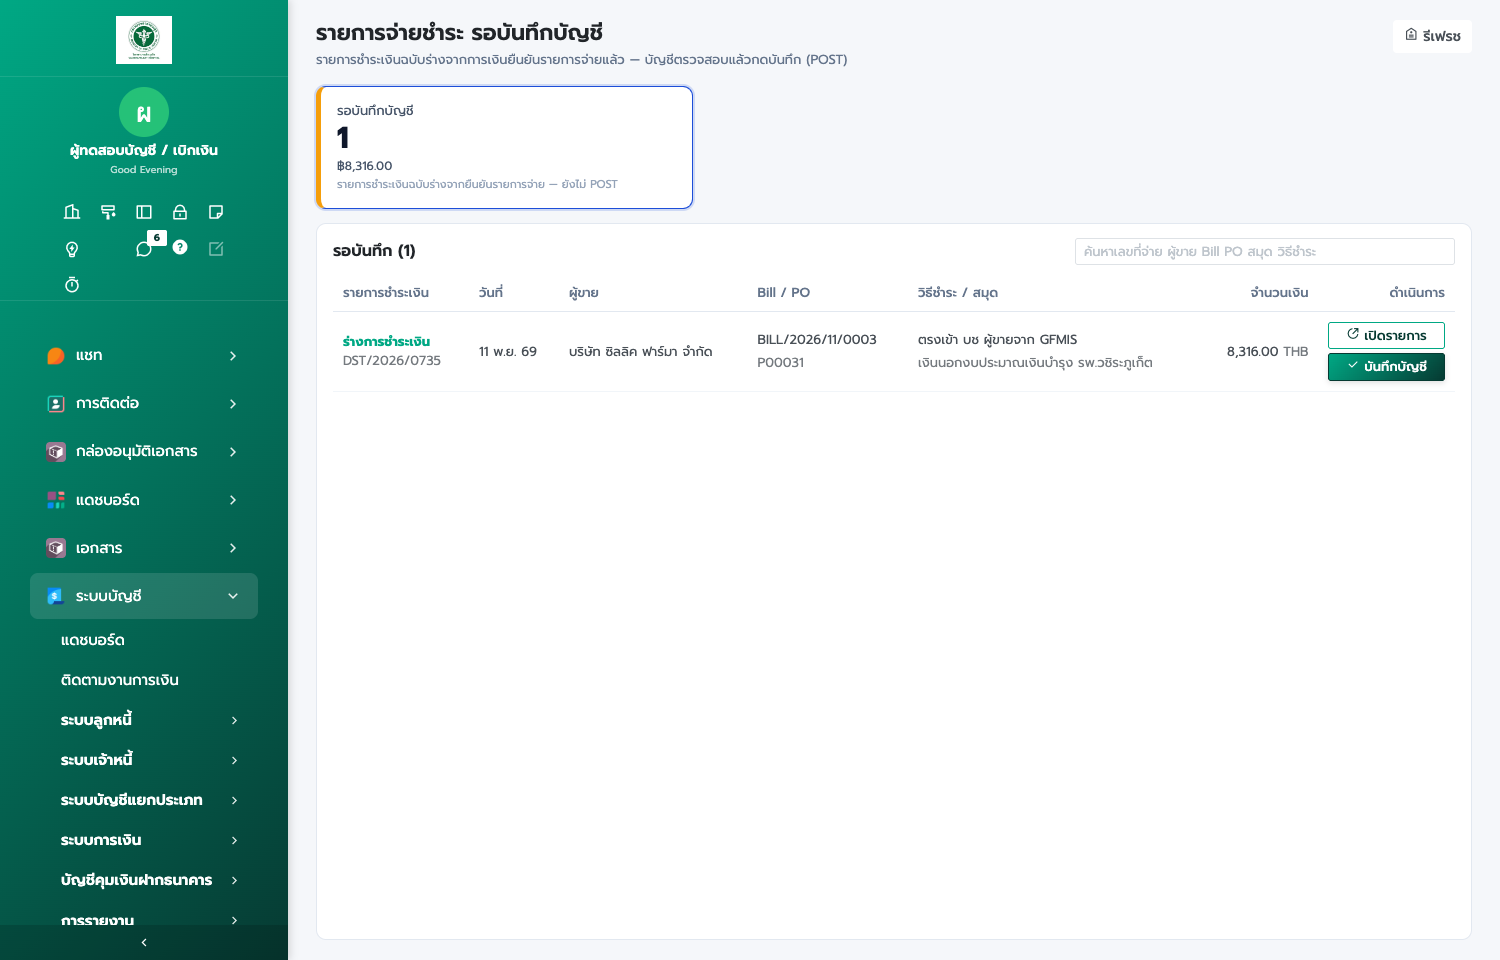 ผ
ผู้ทดสอบบัญชี / เบิกเงิน
Good Evening
6
?
แชท
การติดต่อ
กล่องอนุมัติเอกสาร
แดชบอร์ด
เอกสาร
ระบบบัญชี
แดชบอร์ด
ติดตามงานการเงิน
ระบบลูกหนี้
ระบบเจ้าหนี้
ระบบบัญชีแยกประเภท
ระบบการเงิน
บัญชีคุมเงินฝากธนาคาร
การรายงาน
รายการจ่ายชำระ รอบันทึกบัญชี
รายการชำระเงินฉบับร่างจากการเงินยืนยันรายการจ่ายแล้ว — บัญชีตรวจสอบแล้วกดบันทึก (POST)
รีเฟรช
รอบันทึกบัญชี
1
฿8,316.00
รายการชำระเงินฉบับร่างจากยืนยันรายการจ่าย — ยังไม่ POST
รอบันทึก (1)
ค้นหาเลขที่จ่าย ผู้ขาย Bill PO สมุด วิธีชำระ
รายการชำระเงิน วันที่ ผู้ขาย Bill / PO วิธีชำระ / สมุด จำนวนเงิน ดำเนินการ
ร่างการชำระเงิน
DST/2026/0735
11 พ.ย. 69
บริษัท ซิลลิค ฟาร์มา จำกัด
BILL/2026/11/0003
P00031
ตรงเข้า บช ผู้ขายจาก GFMIS
เงินนอกงบประมาณเงินบำรุง รพ.วชิระภูเก็ต
8,316.00 THB
เปิดรายการ
บันทึกบัญชี